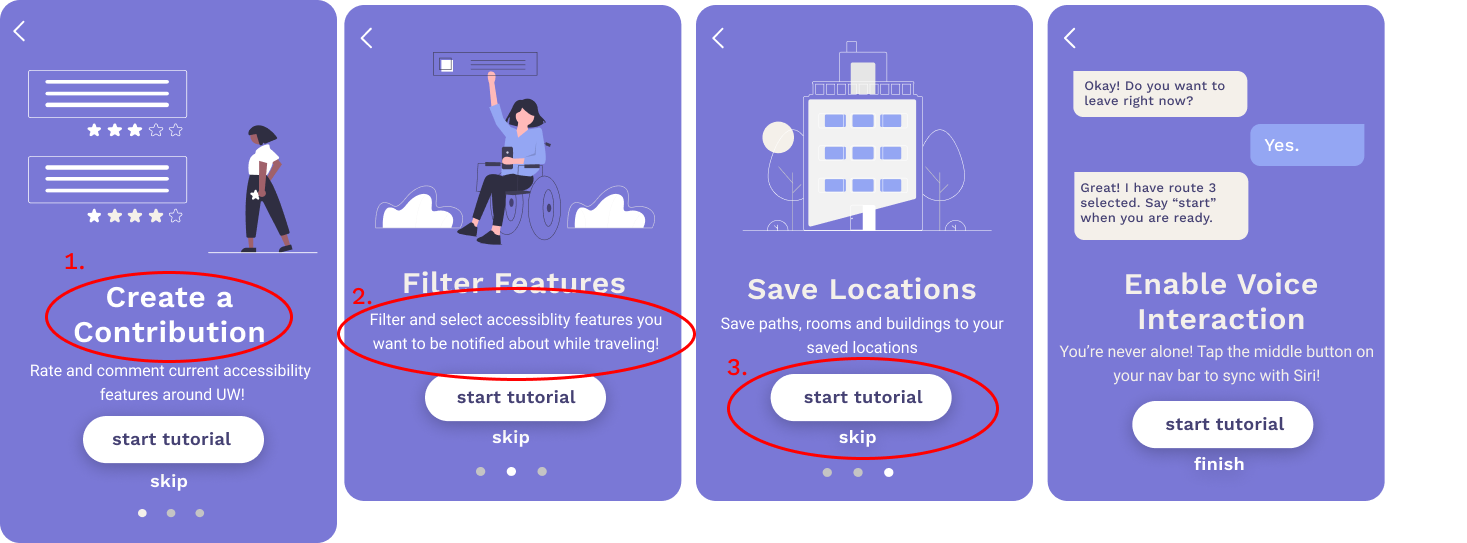 1.
Create a
Contribution
Rate and comment current accessibility
features around UW!
start tutorial
skip
2.
Filter Features
Filter and select accessiblity features you
want to be notified about while traveling!
start tutorial
skip
Save Locations
Save paths, rooms and buildings to your
saved locations
3.
start tutorial
skip
Okay! Do you want to
leave right now?
Yes.
Great! I have route 3
selected. Say “start”
when you are ready.
Enable Voice
Interaction
You’re never alone! Tap the middle button on
your nav bar to sync with Siri!
start tutorial
finish